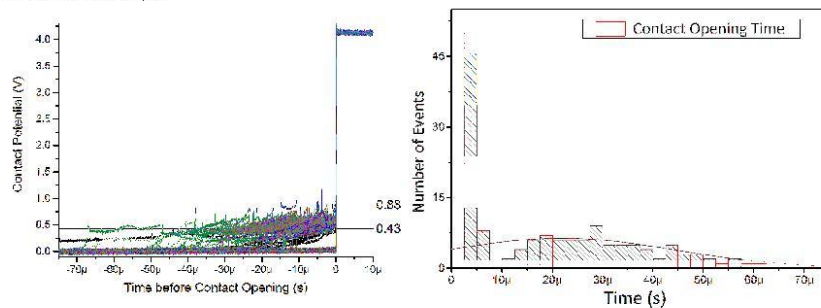 4.0
3.5
3.0
2.5
2.0
1.5
1.0
0.5
0.0
Contact Potential (V)
0.88
0.43
-70µ -60µ -50µ -40µ -30µ -20µ -10µ 0 10µ
Time before Contact Opening (s)
Contact Opening Time
45
30
15
Number of Events
0 10µ 20µ 30µ 40µ 50µ 60µ 70µ
Time (s)